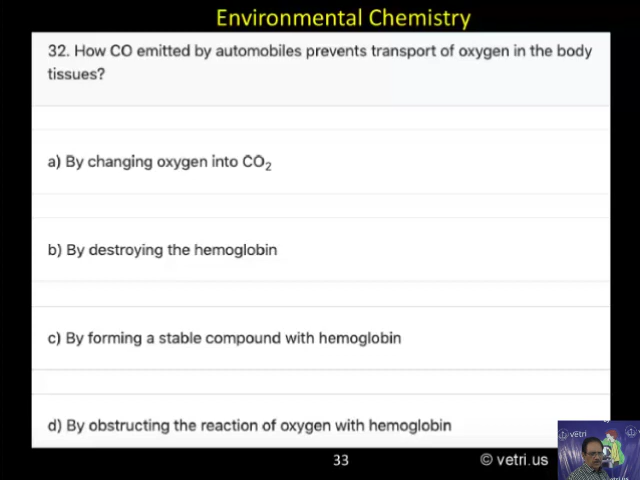 Environmental Chemistry
32. How CO emitted by automobiles prevents transport of oxygen in the body
tissues?
a) By changing oxygen into CO₂
b) By destroying the hemoglobin
c) By forming a stable compound with hemoglobin
d) By obstructing the reaction of oxygen with hemoglobin
vetri
33
© vetri.us